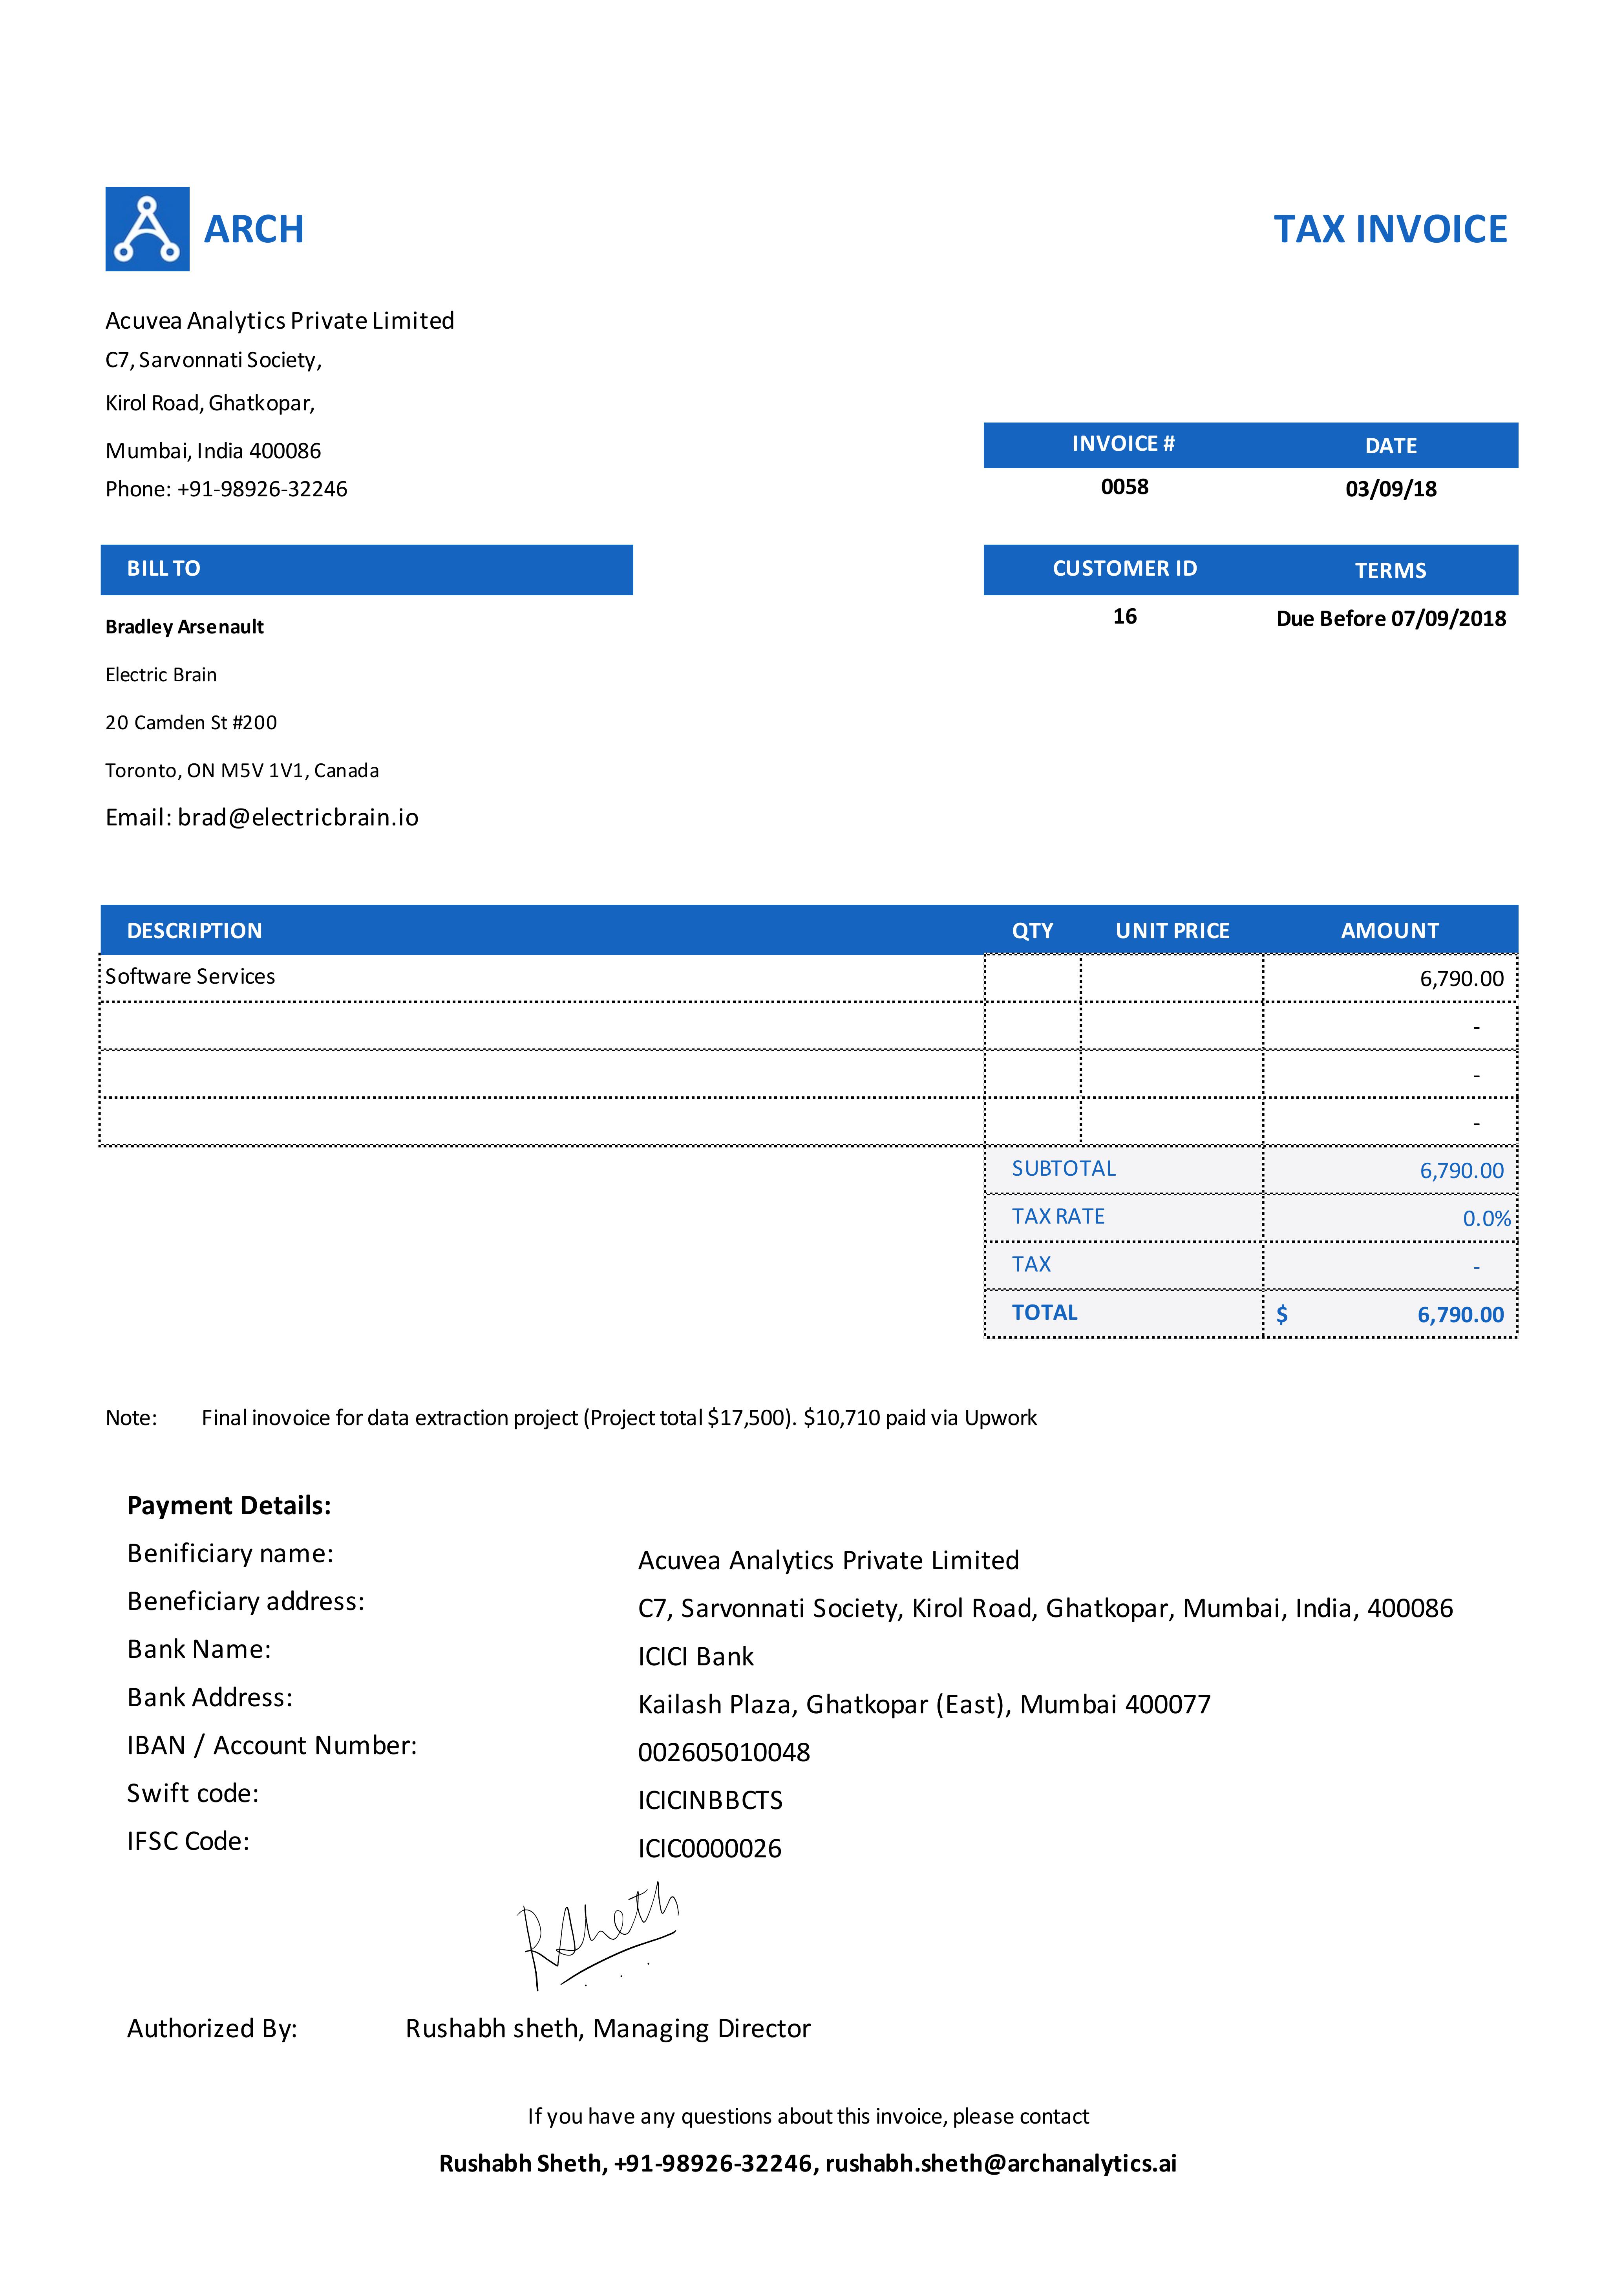 ARCH
TAX INVOICE
Acuvea Analytics Private Limited
C7, Sarvonnati Society,
Kirol Road, Ghatkopar,
Mumbai, India 400086
Phone: +91-98926-32246
INVOICE # DATE
0058 03/09/18
BILL TO
CUSTOMER ID TERMS
16 Due Before 07/09/2018
Bradley Arsenault
Electric Brain
20 Camden St #200
Toronto, ON M5V 1V1, Canada
Email: brad@electricbrain.io
DESCRIPTION QTY UNIT PRICE AMOUNT
Software Services 6,790.00
-
-
-
SUBTOTAL 6,790.00
TAX RATE 0.0%
TAX -
TOTAL $ 6,790.00
Note: Final inovoice for data extraction project (Project total $17,500). $10,710 paid via Upwork
Payment Details:
Benificiary name: Acuvea Analytics Private Limited
Beneficiary address: C7, Sarvonnati Society, Kirol Road, Ghatkopar, Mumbai, India, 400086
Bank Name: ICICI Bank
Bank Address: Kailash Plaza, Ghatkopar (East), Mumbai 400077
IBAN / Account Number: 002605010048
Swift code: ICICINBBCTS
IFSC Code: ICIC0000026
RSheth
Authorized By: Rushabh sheth, Managing Director
If you have any questions about this invoice, please contact
Rushabh Sheth, +91-98926-32246, rushabh.sheth@archanalytics.ai